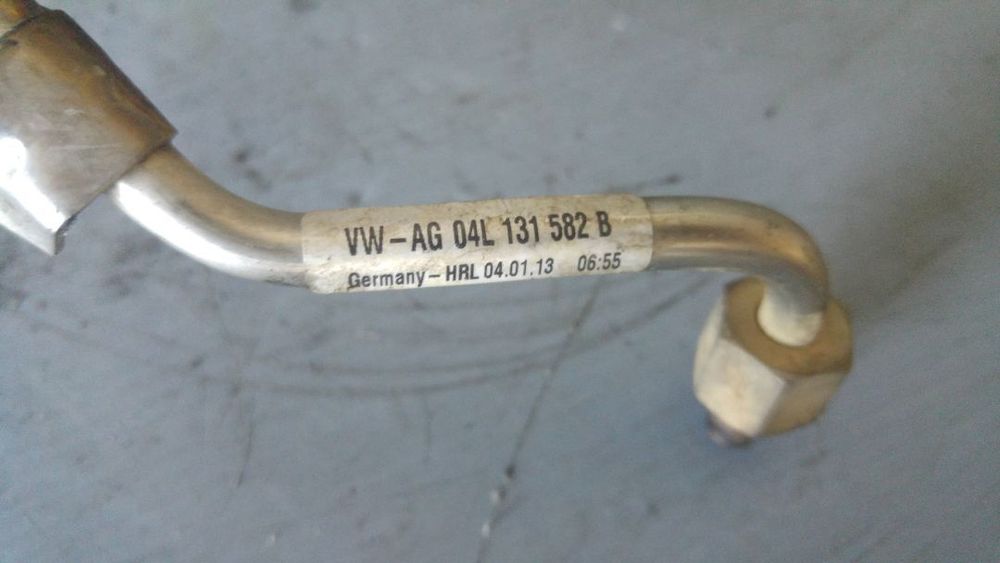 VW-AG 04L 131 582 B
Germany-HRL 04.01.13 06:55